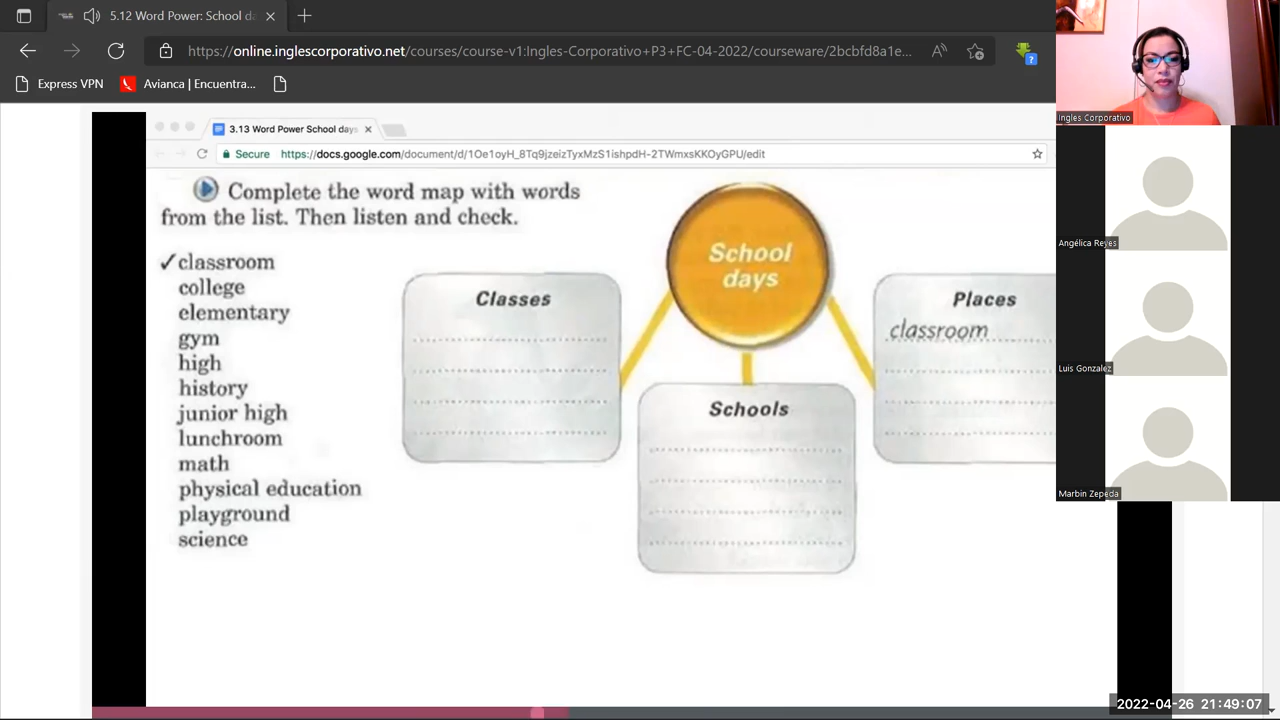 5.12 Word Power: School da
https://online.inglescorporativo.net/courses/course-v1:Ingles-Corporativo+P3+FC-04-2022/courseware/2bcbfd8a1e...
Express VPN
Avianca | Encuentra...
3.13 Word Power School days
Secure
https://docs.google.com/document/d/1Oe1oyH_8Tq9jzeizTyxMzS1ishpdH-2TWmxsKKOyGPU/edit
Complete the word map with words
from the list. Then listen and check.
✓classroom
college
elementary
gym
high
history
junior high
lunchroom
math
physical education
playground
science
School
days
Classes
Schools
Places
classroom
Ingles Corporativo
Angélica Reyes
Luis Gonzalez
Marbin Zepeda
2022-04-26 21:49:07